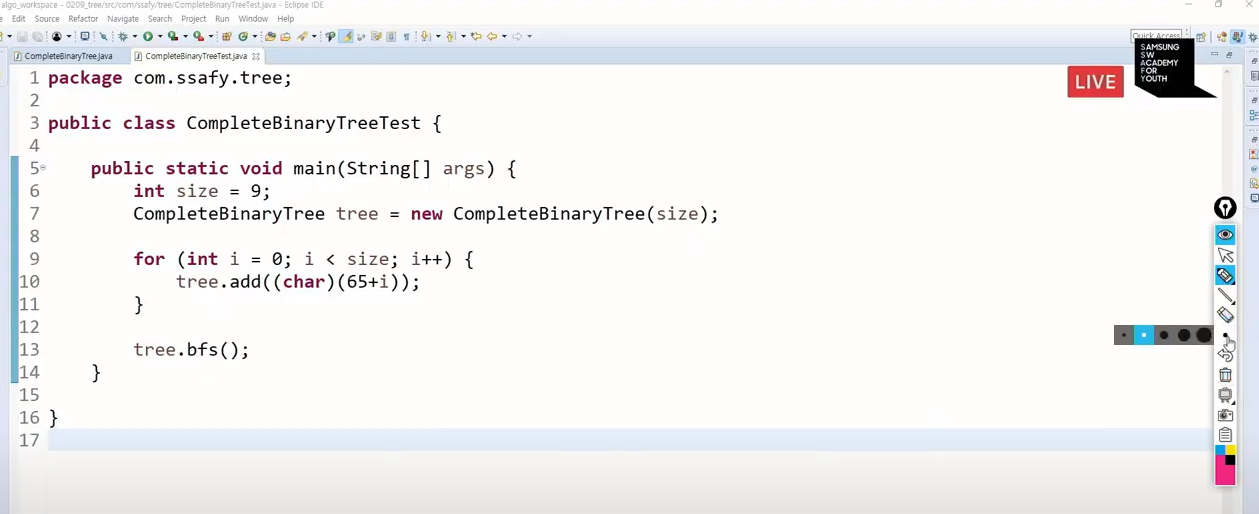 algo_workspace - 0209_tree/src/com/ssafy/tree/CompleteBinaryTreeTest.java - Eclipse IDE
Edit Source Refactor Navigate Search Project Run Window Help
Quick Access
CompleteBinaryTree.java CompleteBinaryTreeTest.java
LIVE
SAMSUNG
SW
ACADEMY
FOR
YOUTH
1 package com.ssafy.tree;
2
3 public class CompleteBinaryTreeTest {
4
5 public static void main(String[] args) {
6 int size = 9;
7 CompleteBinaryTree tree = new CompleteBinaryTree(size);
8
9 for (int i = 0; i < size; i++) {
10 tree.add((char)(65+i));
11 }
12
13 tree.bfs();
14 }
15
16 }
17